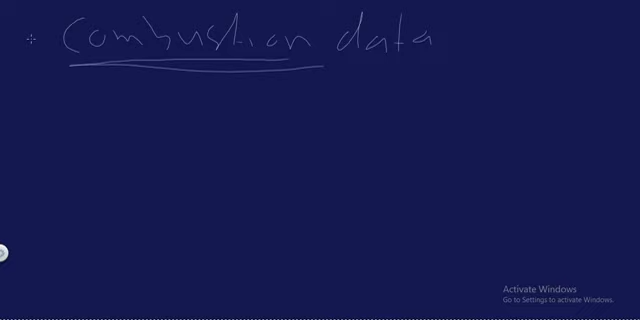 Combustion data
Activate Windows
Go to Settings to activate Windows.